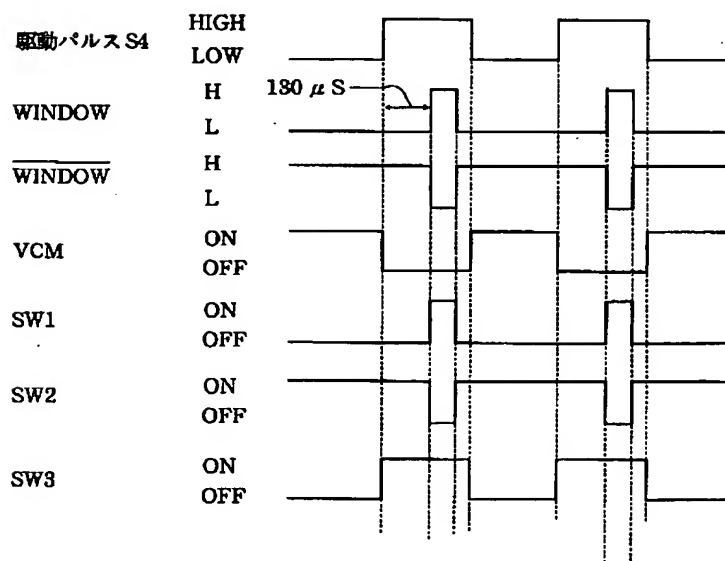 駆動パルスS4 HIGH
LOW
WINDOW H 130 μS
L
WINDOW H
L
VCM ON
OFF
SW1 ON
OFF
SW2 ON
OFF
SW3 ON
OFF